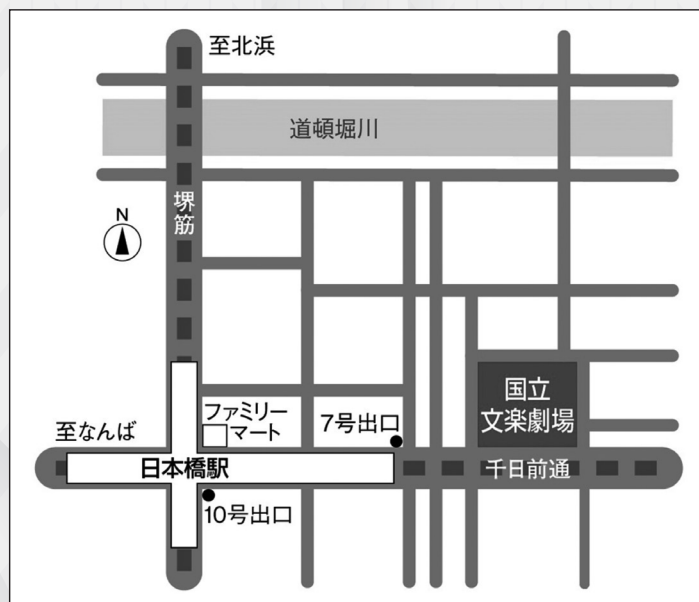 至北浜
道頓堀川
堺筋
N
国立
文楽劇場
ファミリー
マート
7号出口
至なんば
日本橋駅
千日前通
10号出口